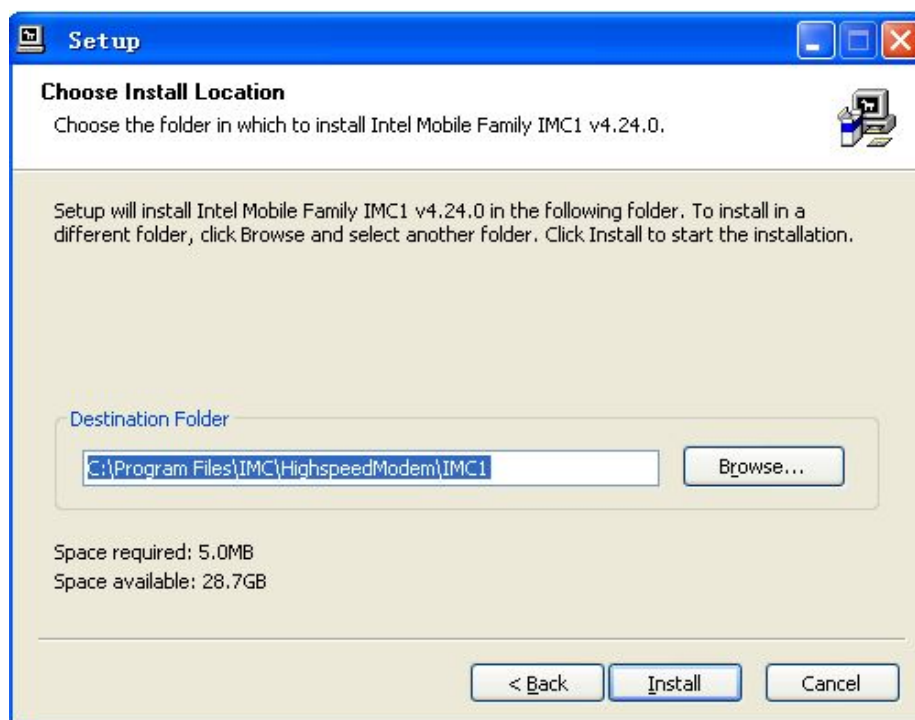 Setup
Choose Install Location
Choose the folder in which to install Intel Mobile Family IMC1 v4.24.0.
Setup will install Intel Mobile Family IMC1 v4.24.0 in the following folder. To install in a
different folder, click Browse and select another folder. Click Install to start the installation.
Destination Folder
C:\Program Files\IMC\HighspeedModem\IMC1
Browse...
Space required: 5.0MB
Space available: 28.7GB
< Back
Install
Cancel